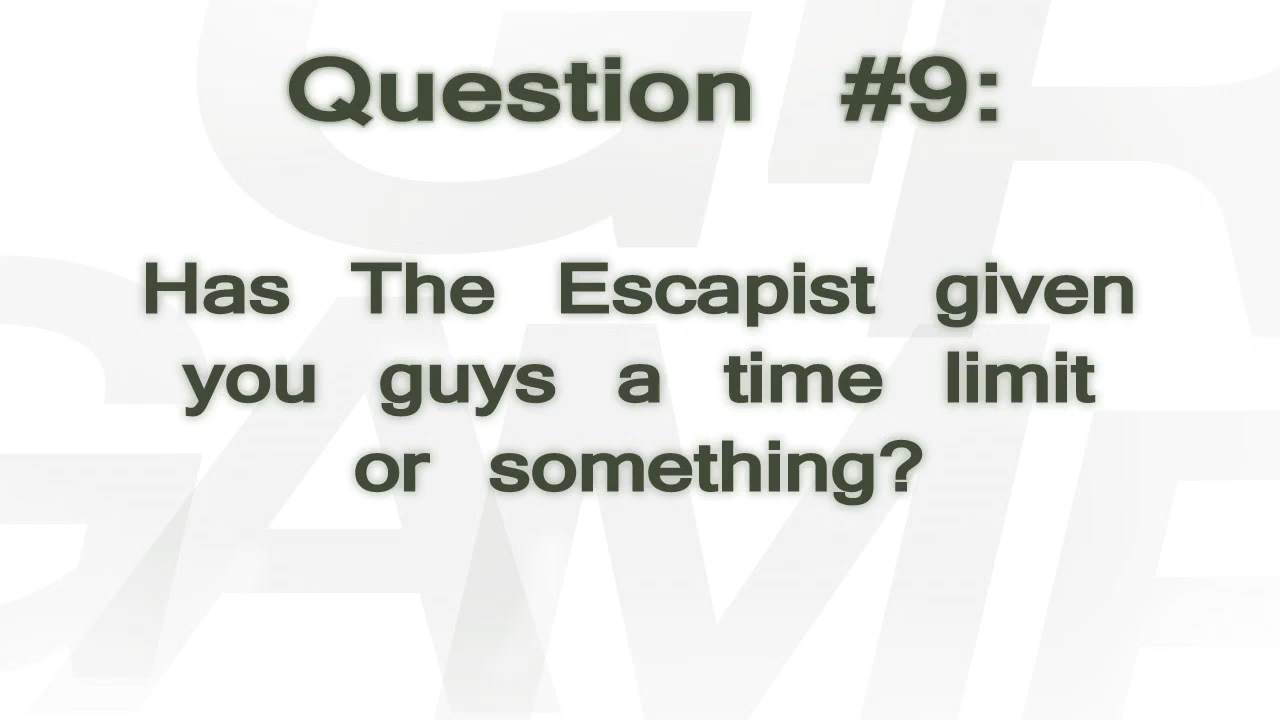 Question #9:
Has The Escapist given
you guys a time limit
or something?